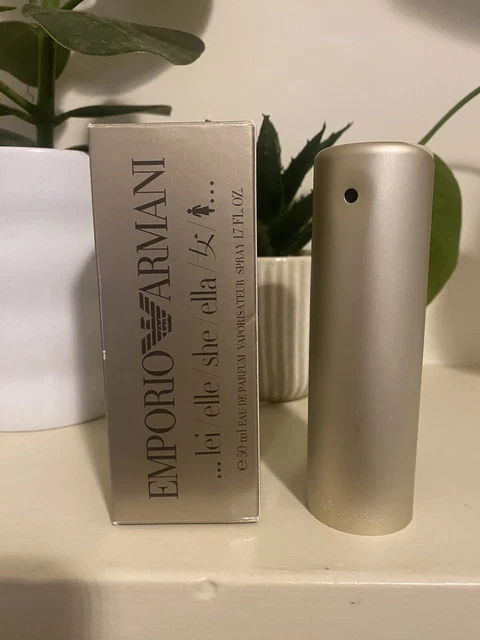 EMPORIO ARMANI
... lei / elle / she / ella / 女 / ...
℮ 50 ml EAU DE PARFUM VAPORISATEUR SPRAY 1.7 FL. OZ.